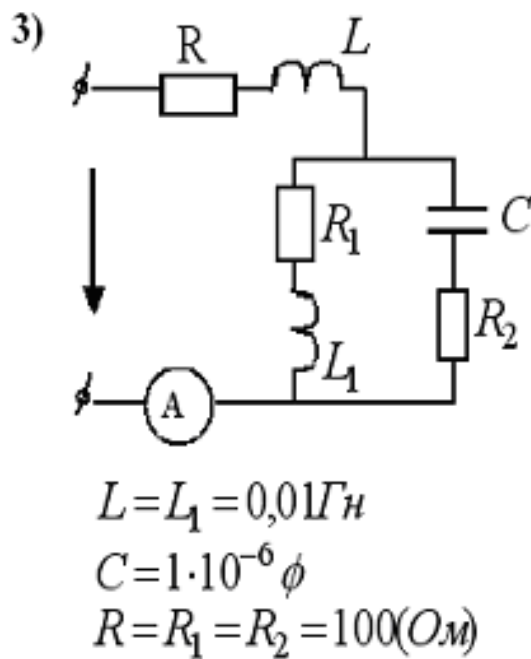 3)
R L
R₁ C
L₁ R₂
A
L=L₁=0,01Гн
C=1·10⁻⁶ ϕ
R=R₁=R₂=100(Ом)